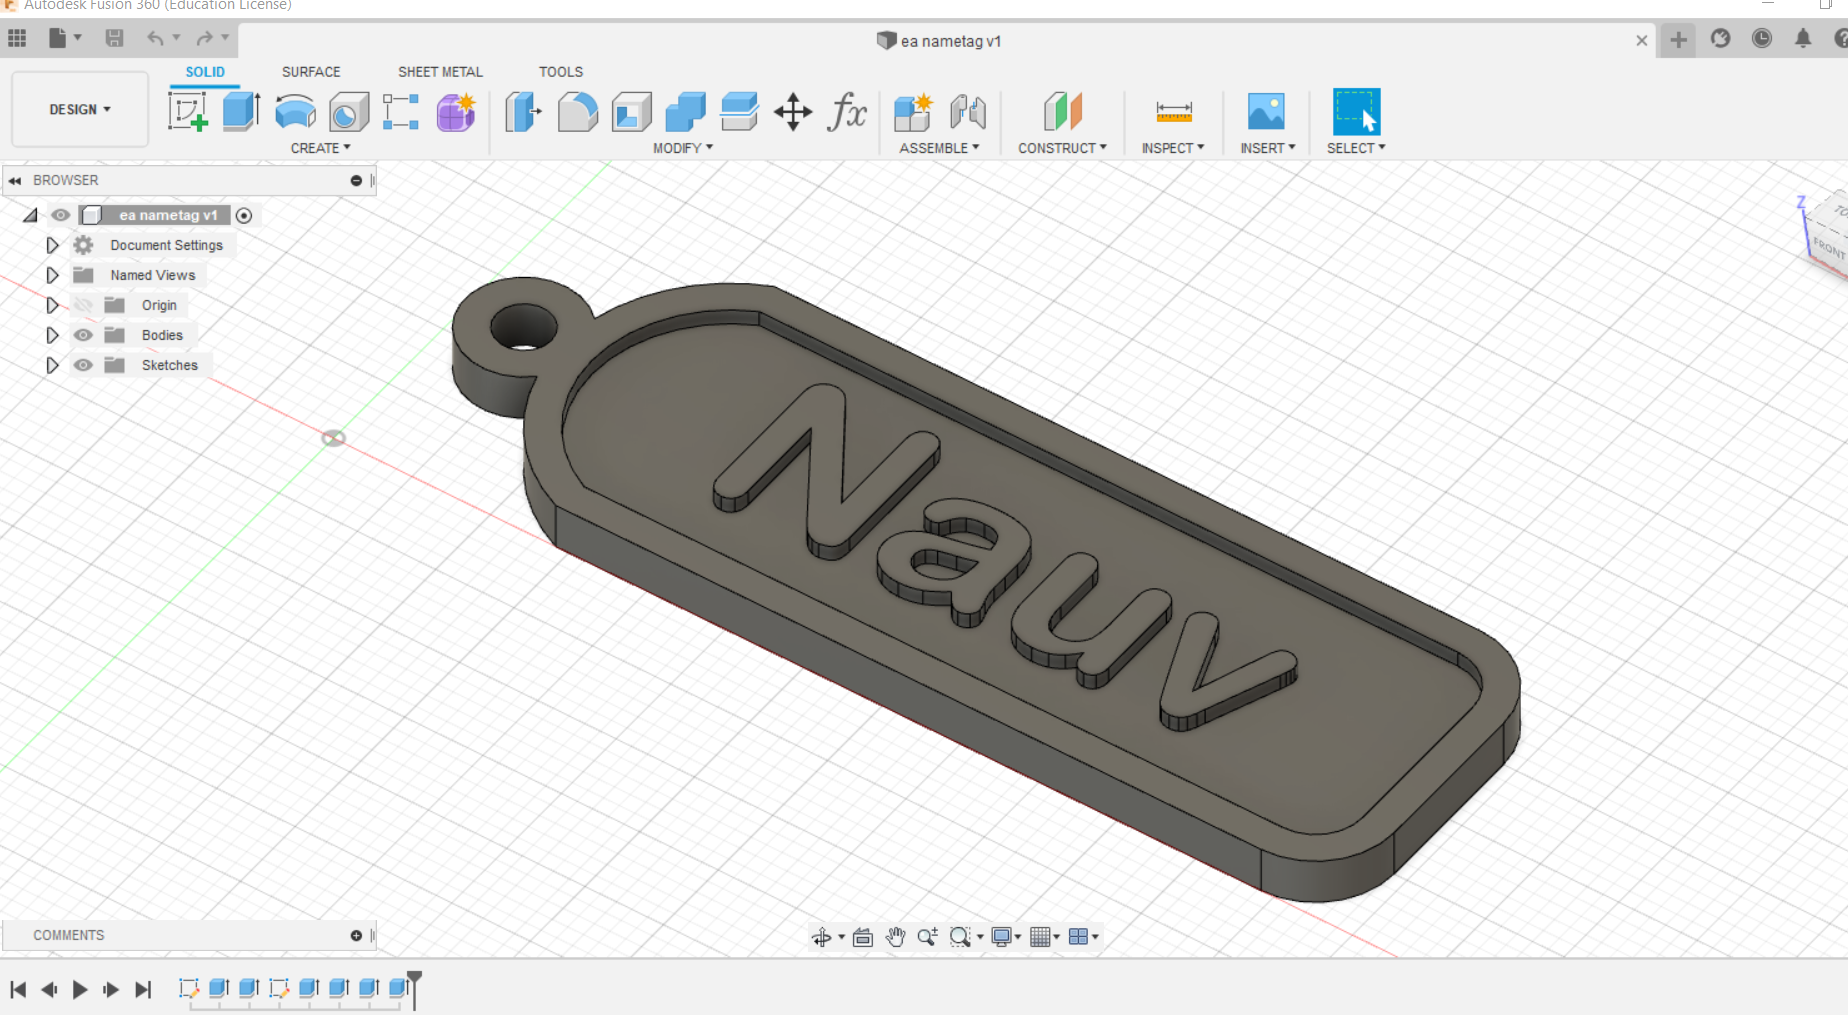 Autodesk Fusion 360 (Education License)
ea nametag v1
SOLID SURFACE SHEET METAL TOOLS
DESIGN
fx
CREATE MODIFY ASSEMBLE CONSTRUCT INSPECT INSERT SELECT
BROWSER
ea nametag v1
Document Settings
Named Views
Origin
Bodies
Sketches
Z
FRONT
Nauv
COMMENTS